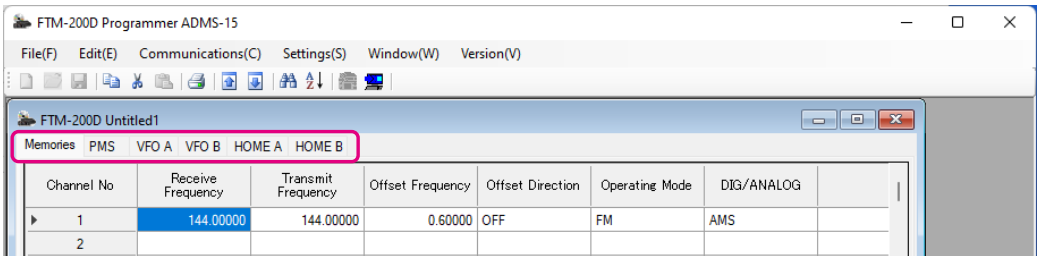 FTM-200D Programmer ADMS-15
File(F) Edit(E) Communications(C) Settings(S) Window(W) Version(V)
FTM-200D Untitled1
Memories PMS VFO A VFO B HOME A HOME B
Channel No Receive Frequency Transmit Frequency Offset Frequency Offset Direction Operating Mode DIG/ANALOG
1 144.00000 144.00000 0.60000 OFF FM AMS
2